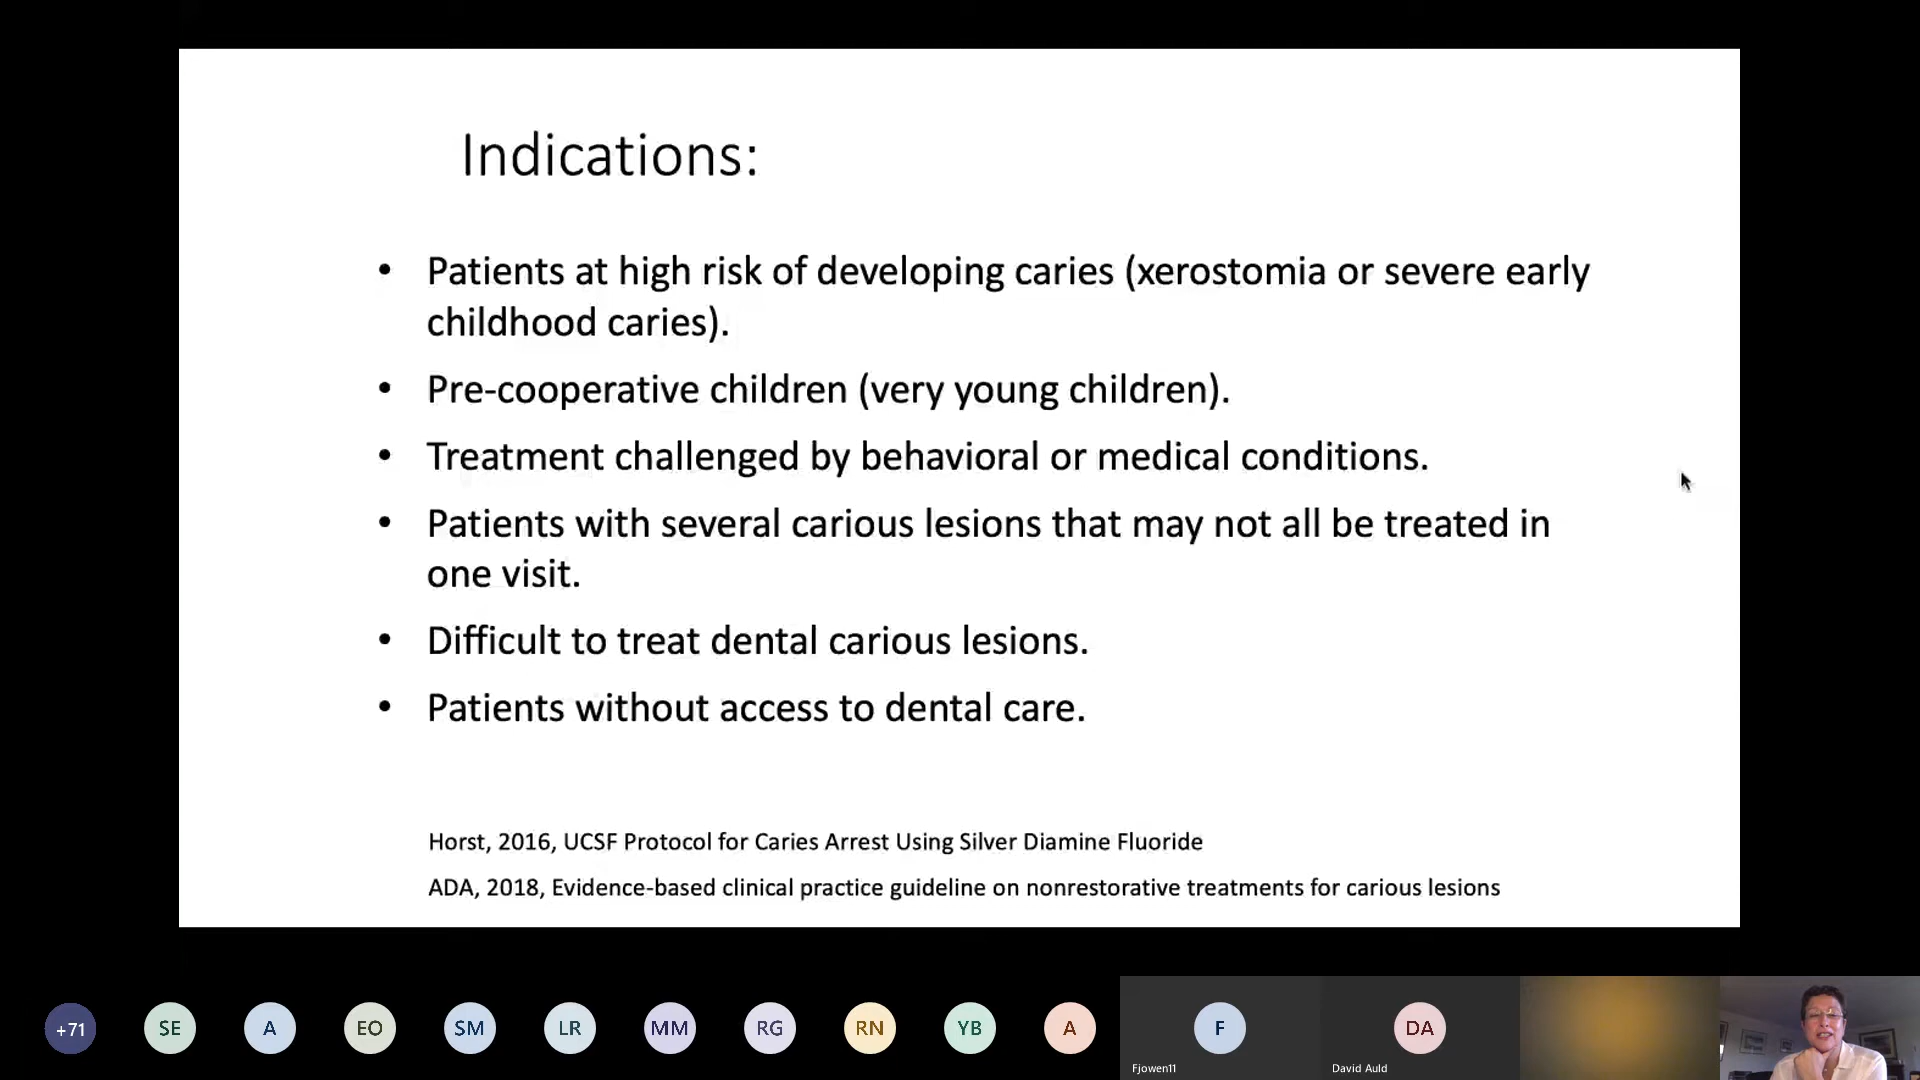 Indications:
• Patients at high risk of developing caries (xerostomia or severe early
childhood caries).
• Pre-cooperative children (very young children).
• Treatment challenged by behavioral or medical conditions.
• Patients with several carious lesions that may not all be treated in
one visit.
• Difficult to treat dental carious lesions.
• Patients without access to dental care.
Horst, 2016, UCSF Protocol for Caries Arrest Using Silver Diamine Fluoride
ADA, 2018, Evidence-based clinical practice guideline on nonrestorative treatments for carious lesions
+71 SE A EO SM LR MM RG RN YB A F DA
Fjowen11 David Auld